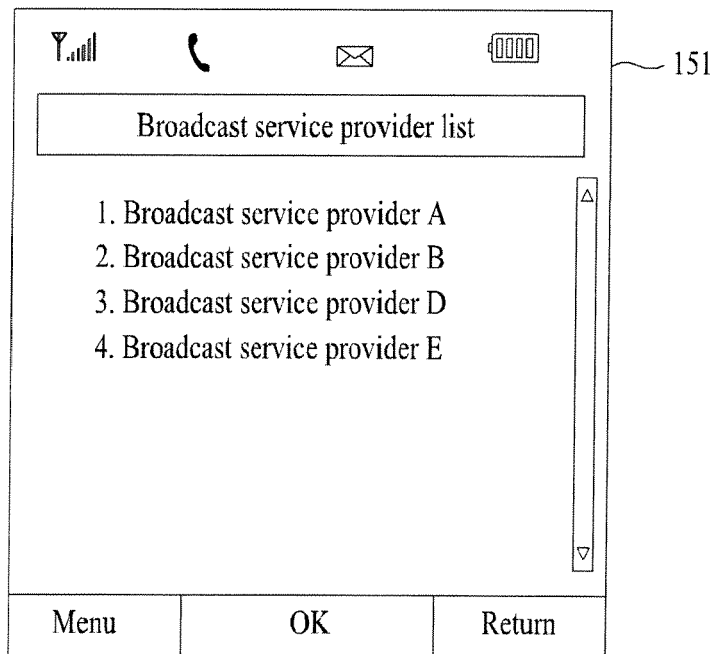 151
Broadcast service provider list
1. Broadcast service provider A
2. Broadcast service provider B
3. Broadcast service provider D
4. Broadcast service provider E
Menu OK Return